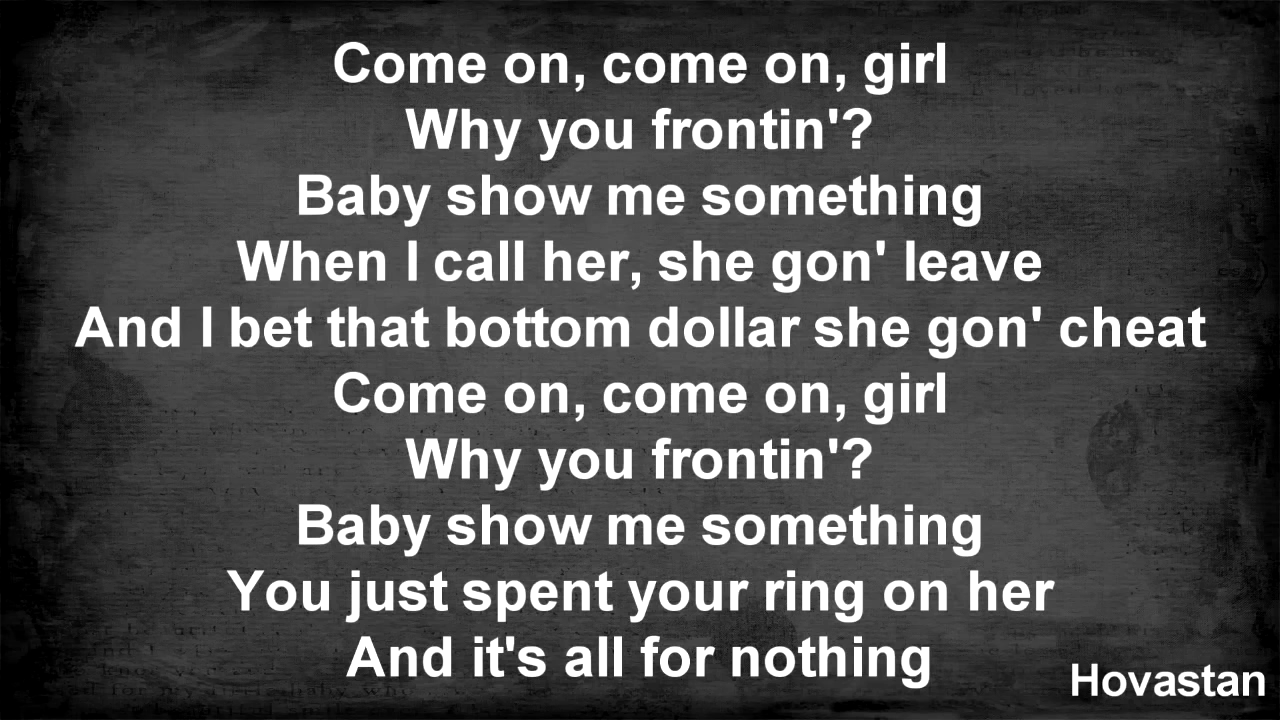 Come on, come on, girl
Why you frontin'?
Baby show me something
When I call her, she gon' leave
And I bet that bottom dollar she gon' cheat
Come on, come on, girl
Why you frontin'?
Baby show me something
You just spent your ring on her
And it's all for nothing
Hovastan